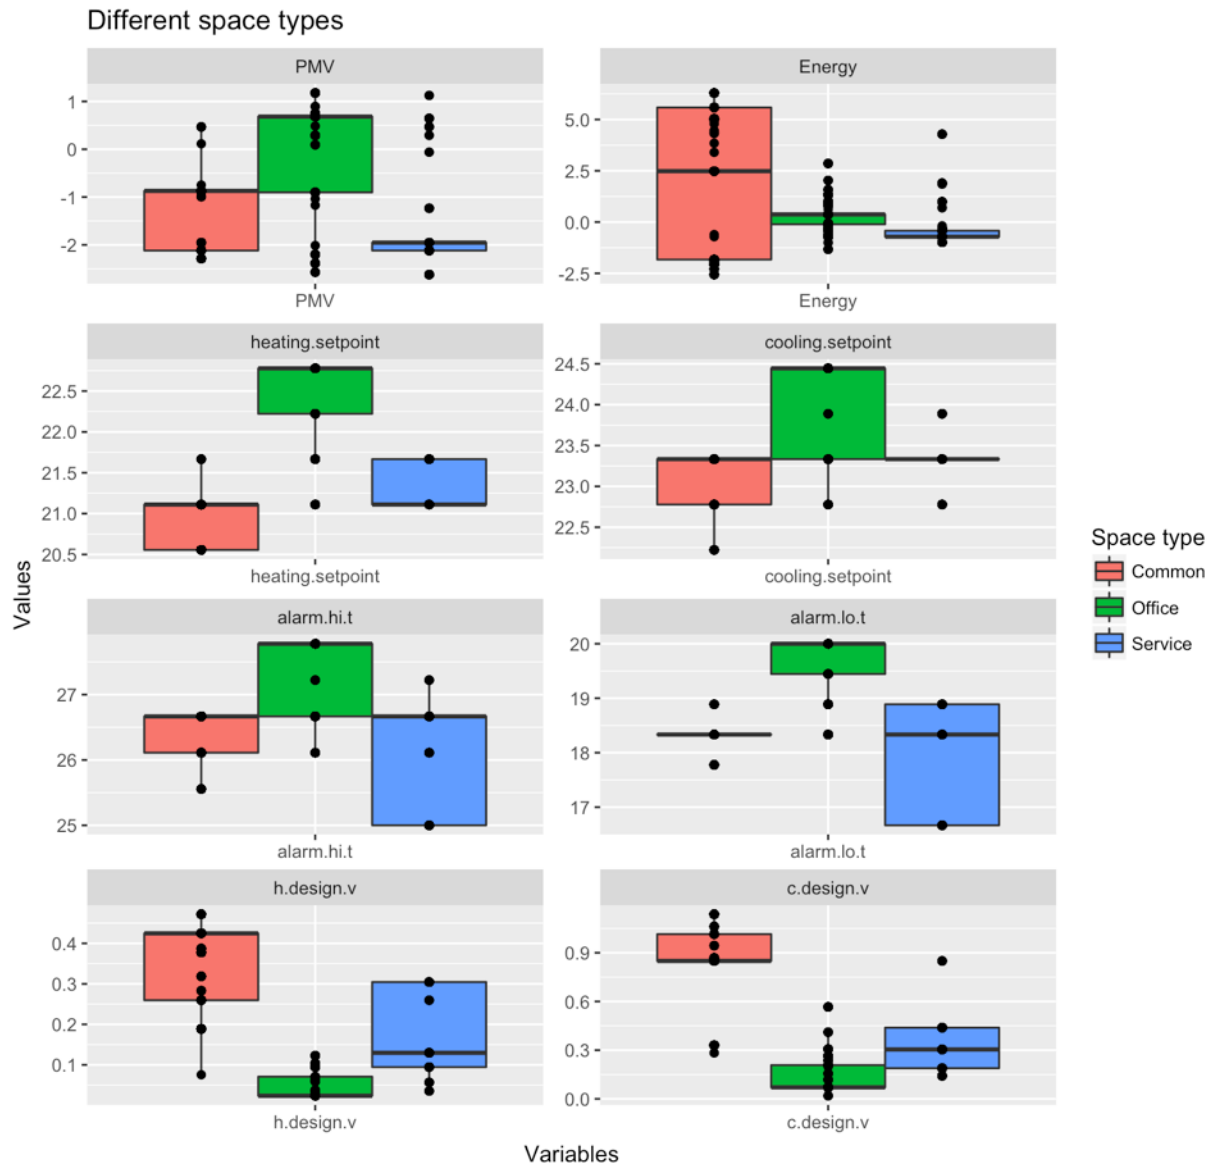 Different space types
PMV
1
0
-1
-2
PMV
Energy
5.0
2.5
0.0
-2.5
Energy
heating.setpoint
22.5
22.0
21.5
21.0
20.5
heating.setpoint
cooling.setpoint
24.5
24.0
23.5
23.0
22.5
cooling.setpoint
Values
alarm.hi.t
27
26
25
alarm.hi.t
alarm.lo.t
20
19
18
17
alarm.lo.t
h.design.v
0.4
0.3
0.2
0.1
h.design.v
c.design.v
0.9
0.6
0.3
0.0
c.design.v
Variables
Space type
Common
Office
Service